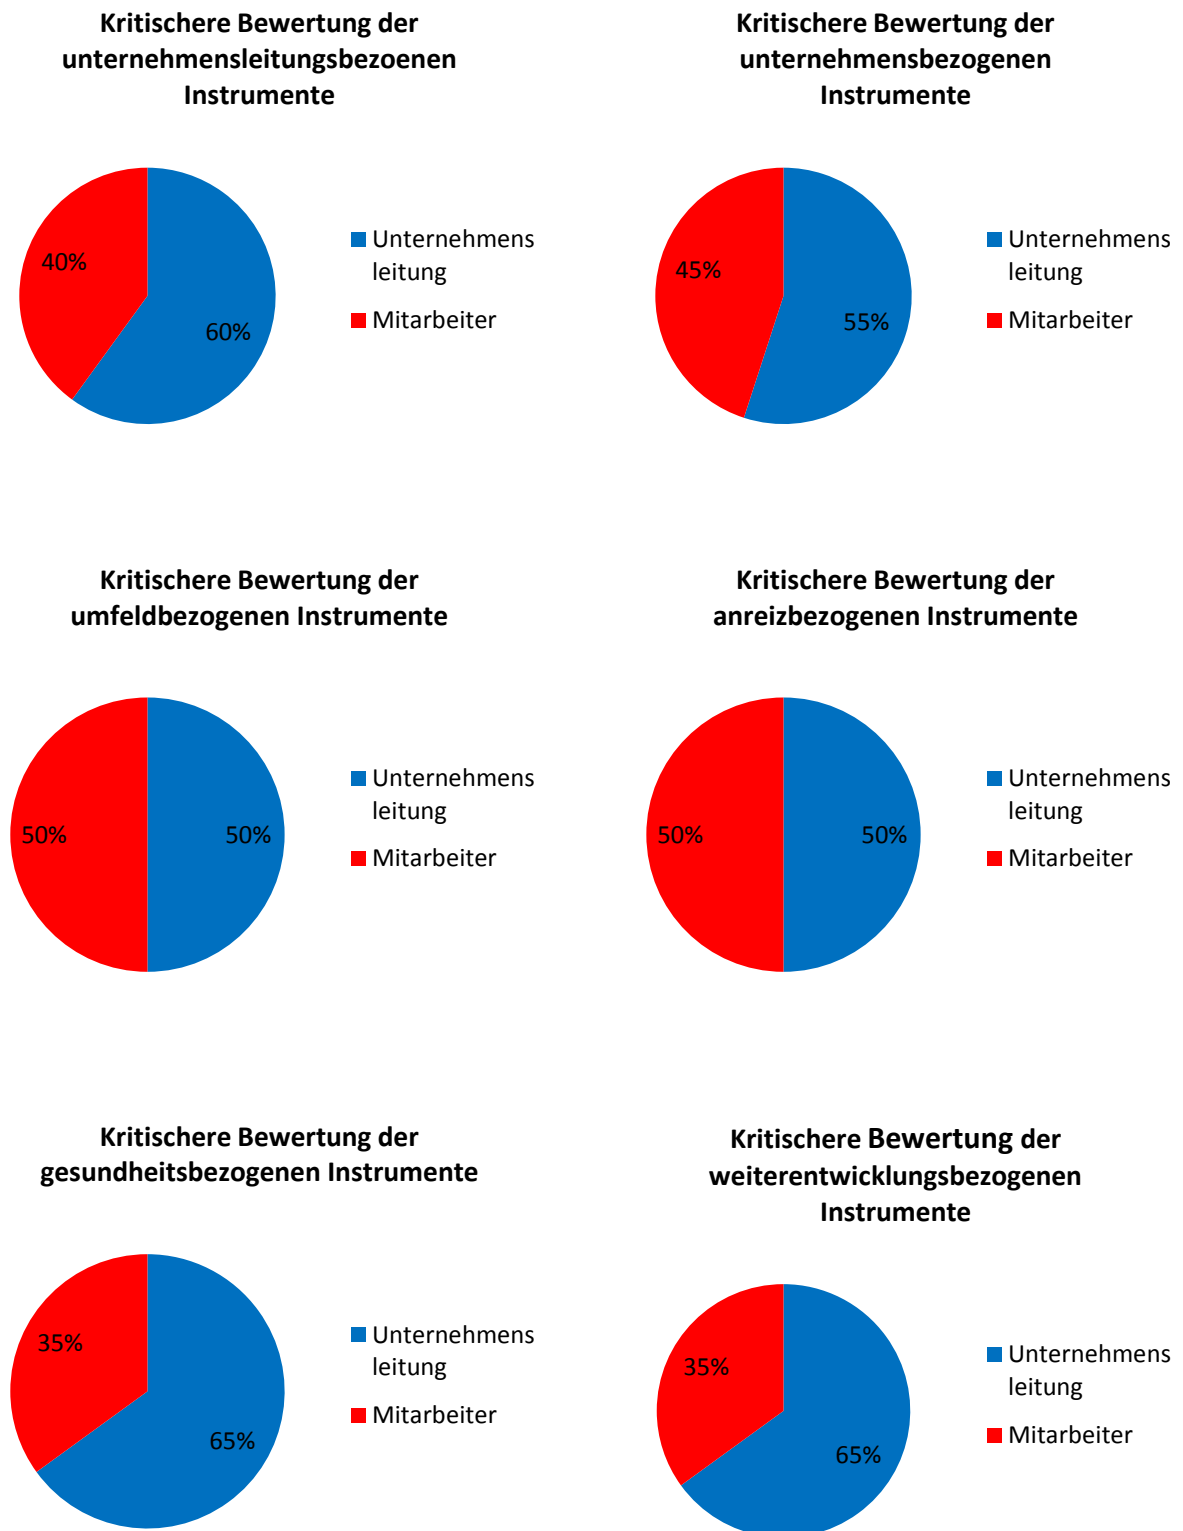 Kritischere Bewertung der
unternehmensleitungsbezoenen
Instrumente
40%
60%
Unternehmens
leitung
Mitarbeiter
Kritischere Bewertung der
unternehmensbezogenen
Instrumente
45%
55%
Unternehmens
leitung
Mitarbeiter
Kritischere Bewertung der
umfeldbezogenen Instrumente
50%
50%
Unternehmens
leitung
Mitarbeiter
Kritischere Bewertung der
anreizbezogenen Instrumente
50%
50%
Unternehmens
leitung
Mitarbeiter
Kritischere Bewertung der
gesundheitsbezogenen Instrumente
35%
65%
Unternehmens
leitung
Mitarbeiter
Kritischere Bewertung der
weiterentwicklungsbezogenen
Instrumente
35%
65%
Unternehmens
leitung
Mitarbeiter